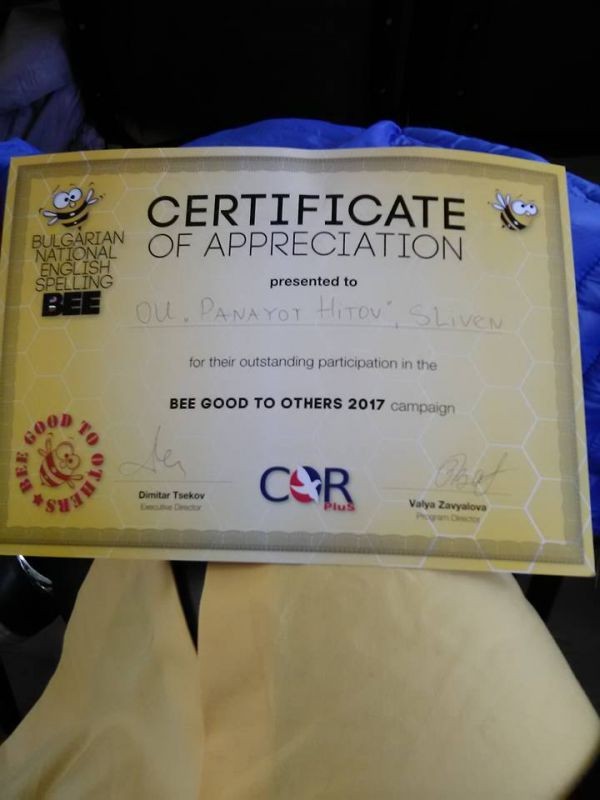 BULGARIAN
NATIONAL
ENGLISH
SPELLING
BEE
CERTIFICATE
OF APPRECIATION
presented to
OU „PANAYOT HITOV", SLIVEN
for their outstanding participation in the
BEE GOOD TO OTHERS 2017 campaign
BEE GOOD TO OTHERS
Dimitar Tsekov
Executive Director
COR
PluS
Valya Zavyalova
Program Director